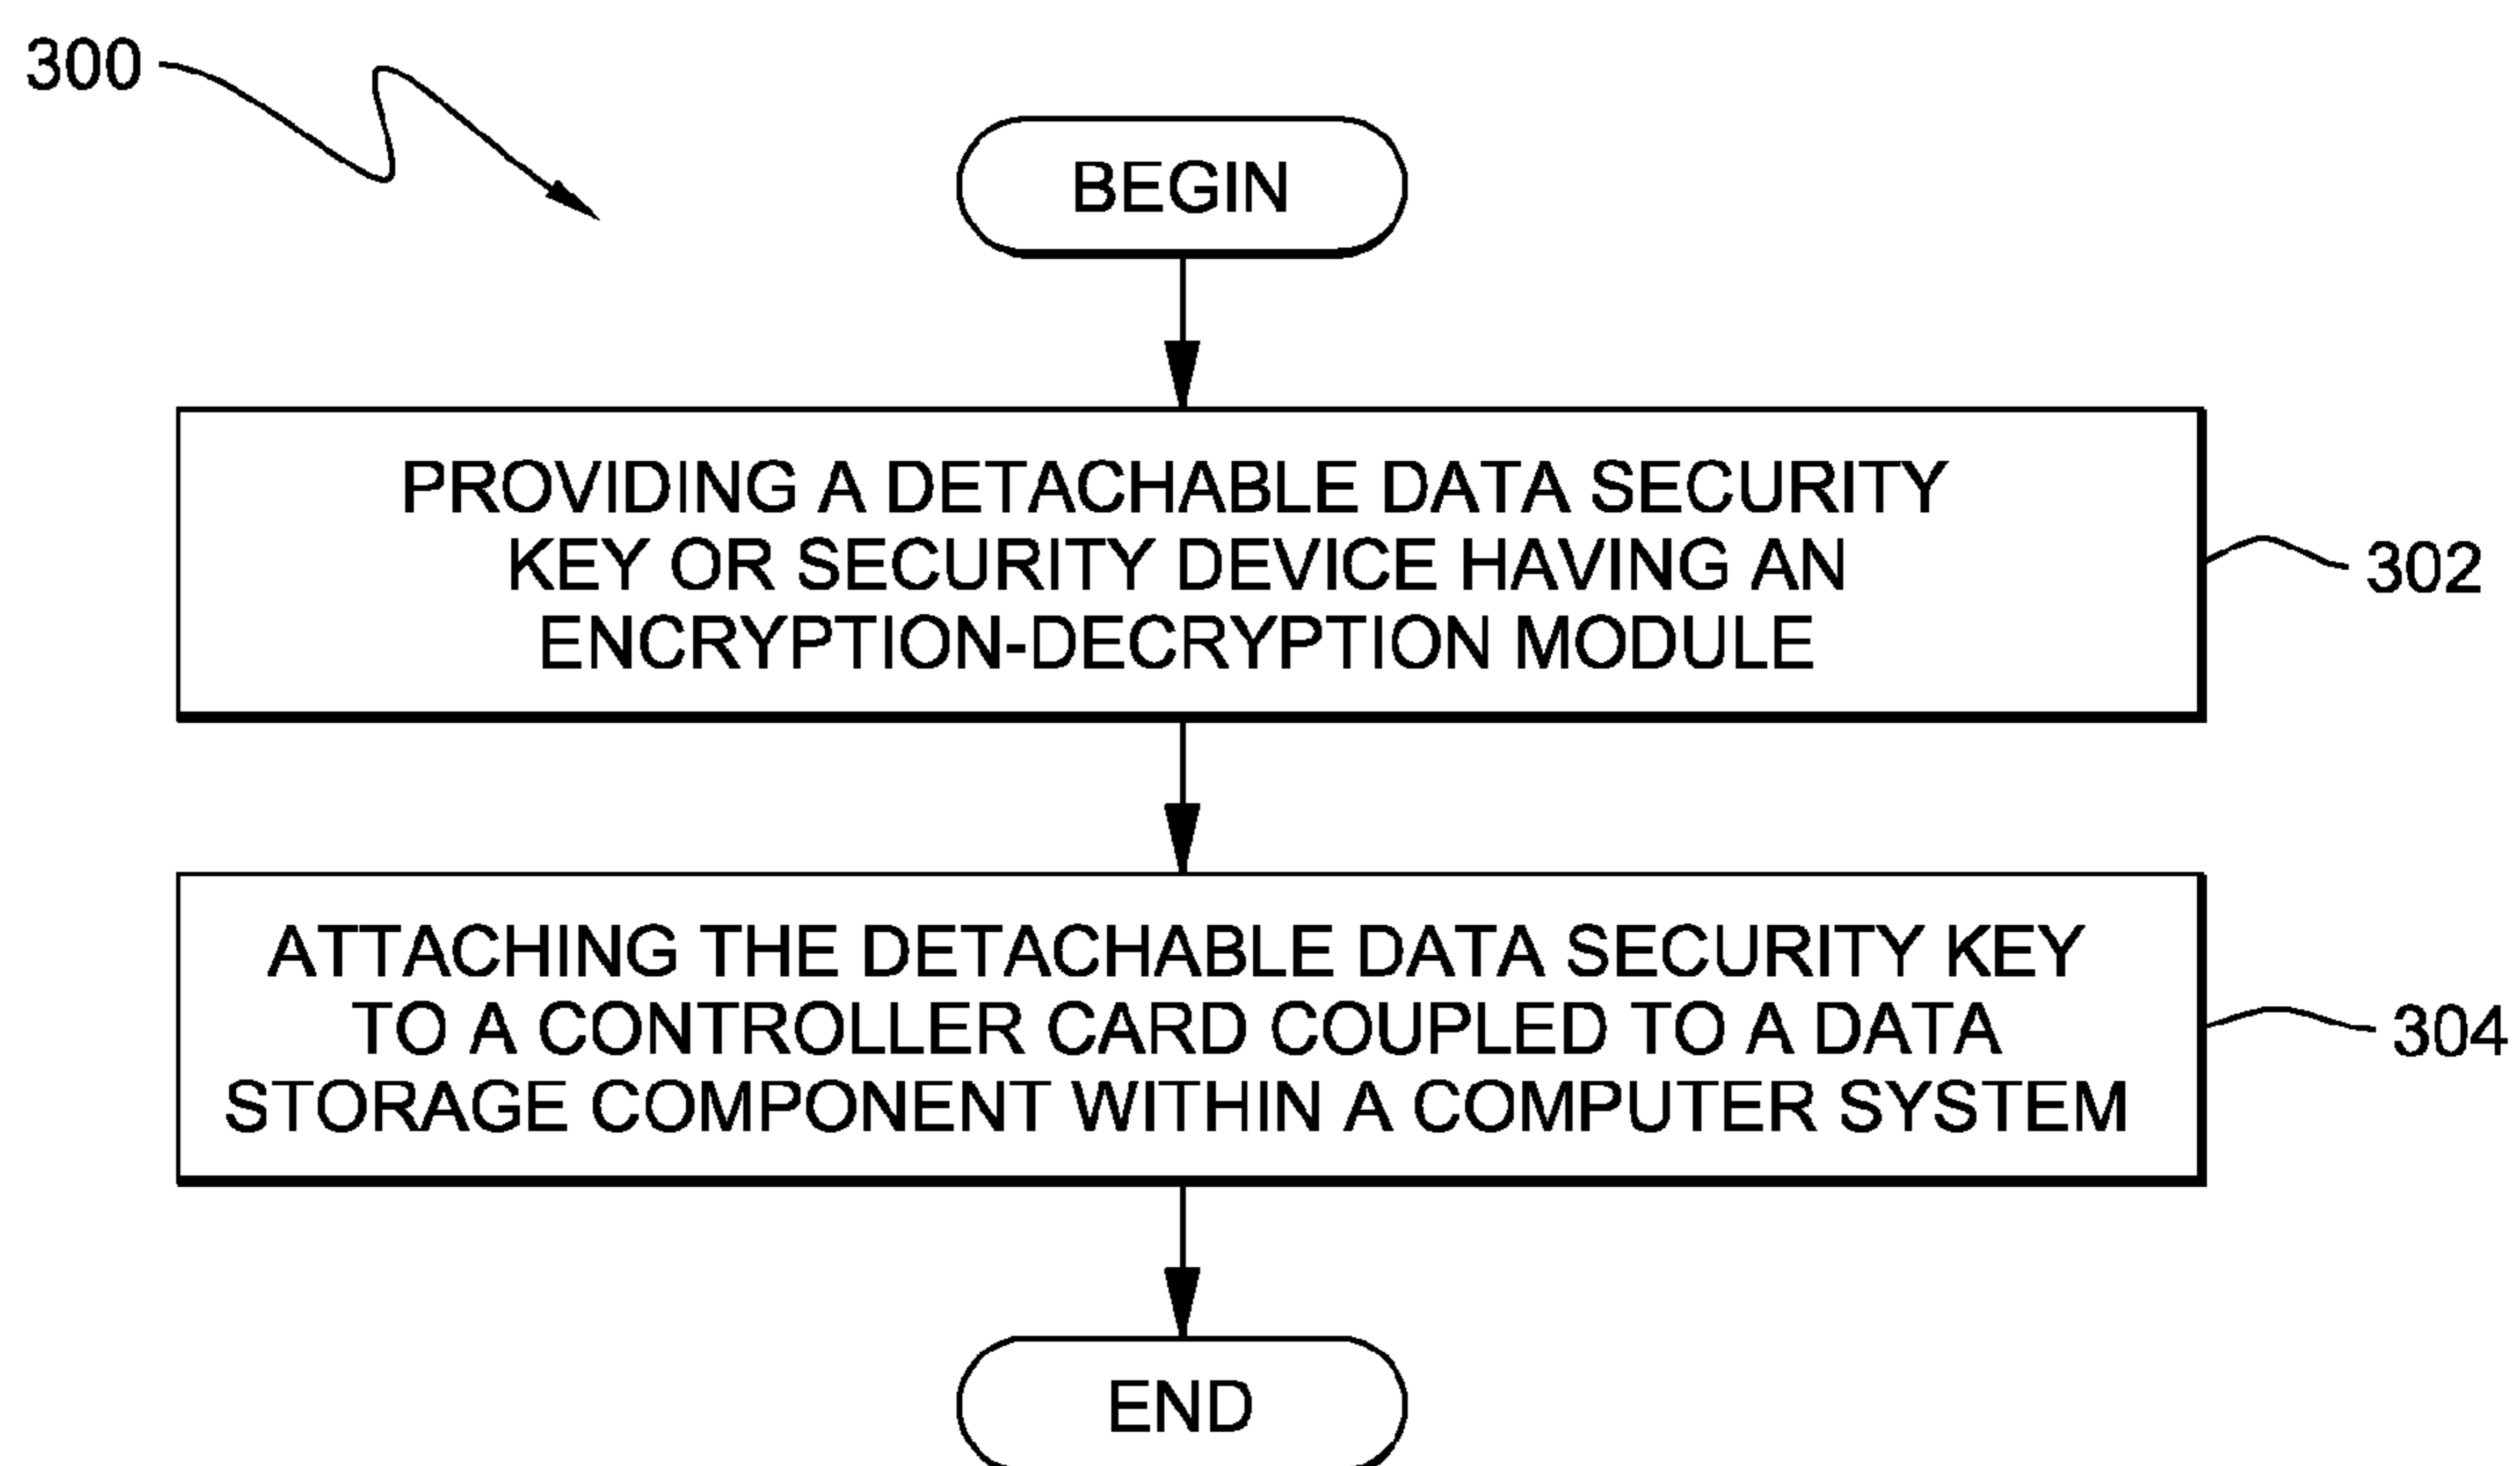 300
BEGIN
PROVIDING A DETACHABLE DATA SECURITY
KEY OR SECURITY DEVICE HAVING AN
ENCRYPTION-DECRYPTION MODULE
302
ATTACHING THE DETACHABLE DATA SECURITY KEY
TO A CONTROLLER CARD COUPLED TO A DATA
STORAGE COMPONENT WITHIN A COMPUTER SYSTEM
304
END